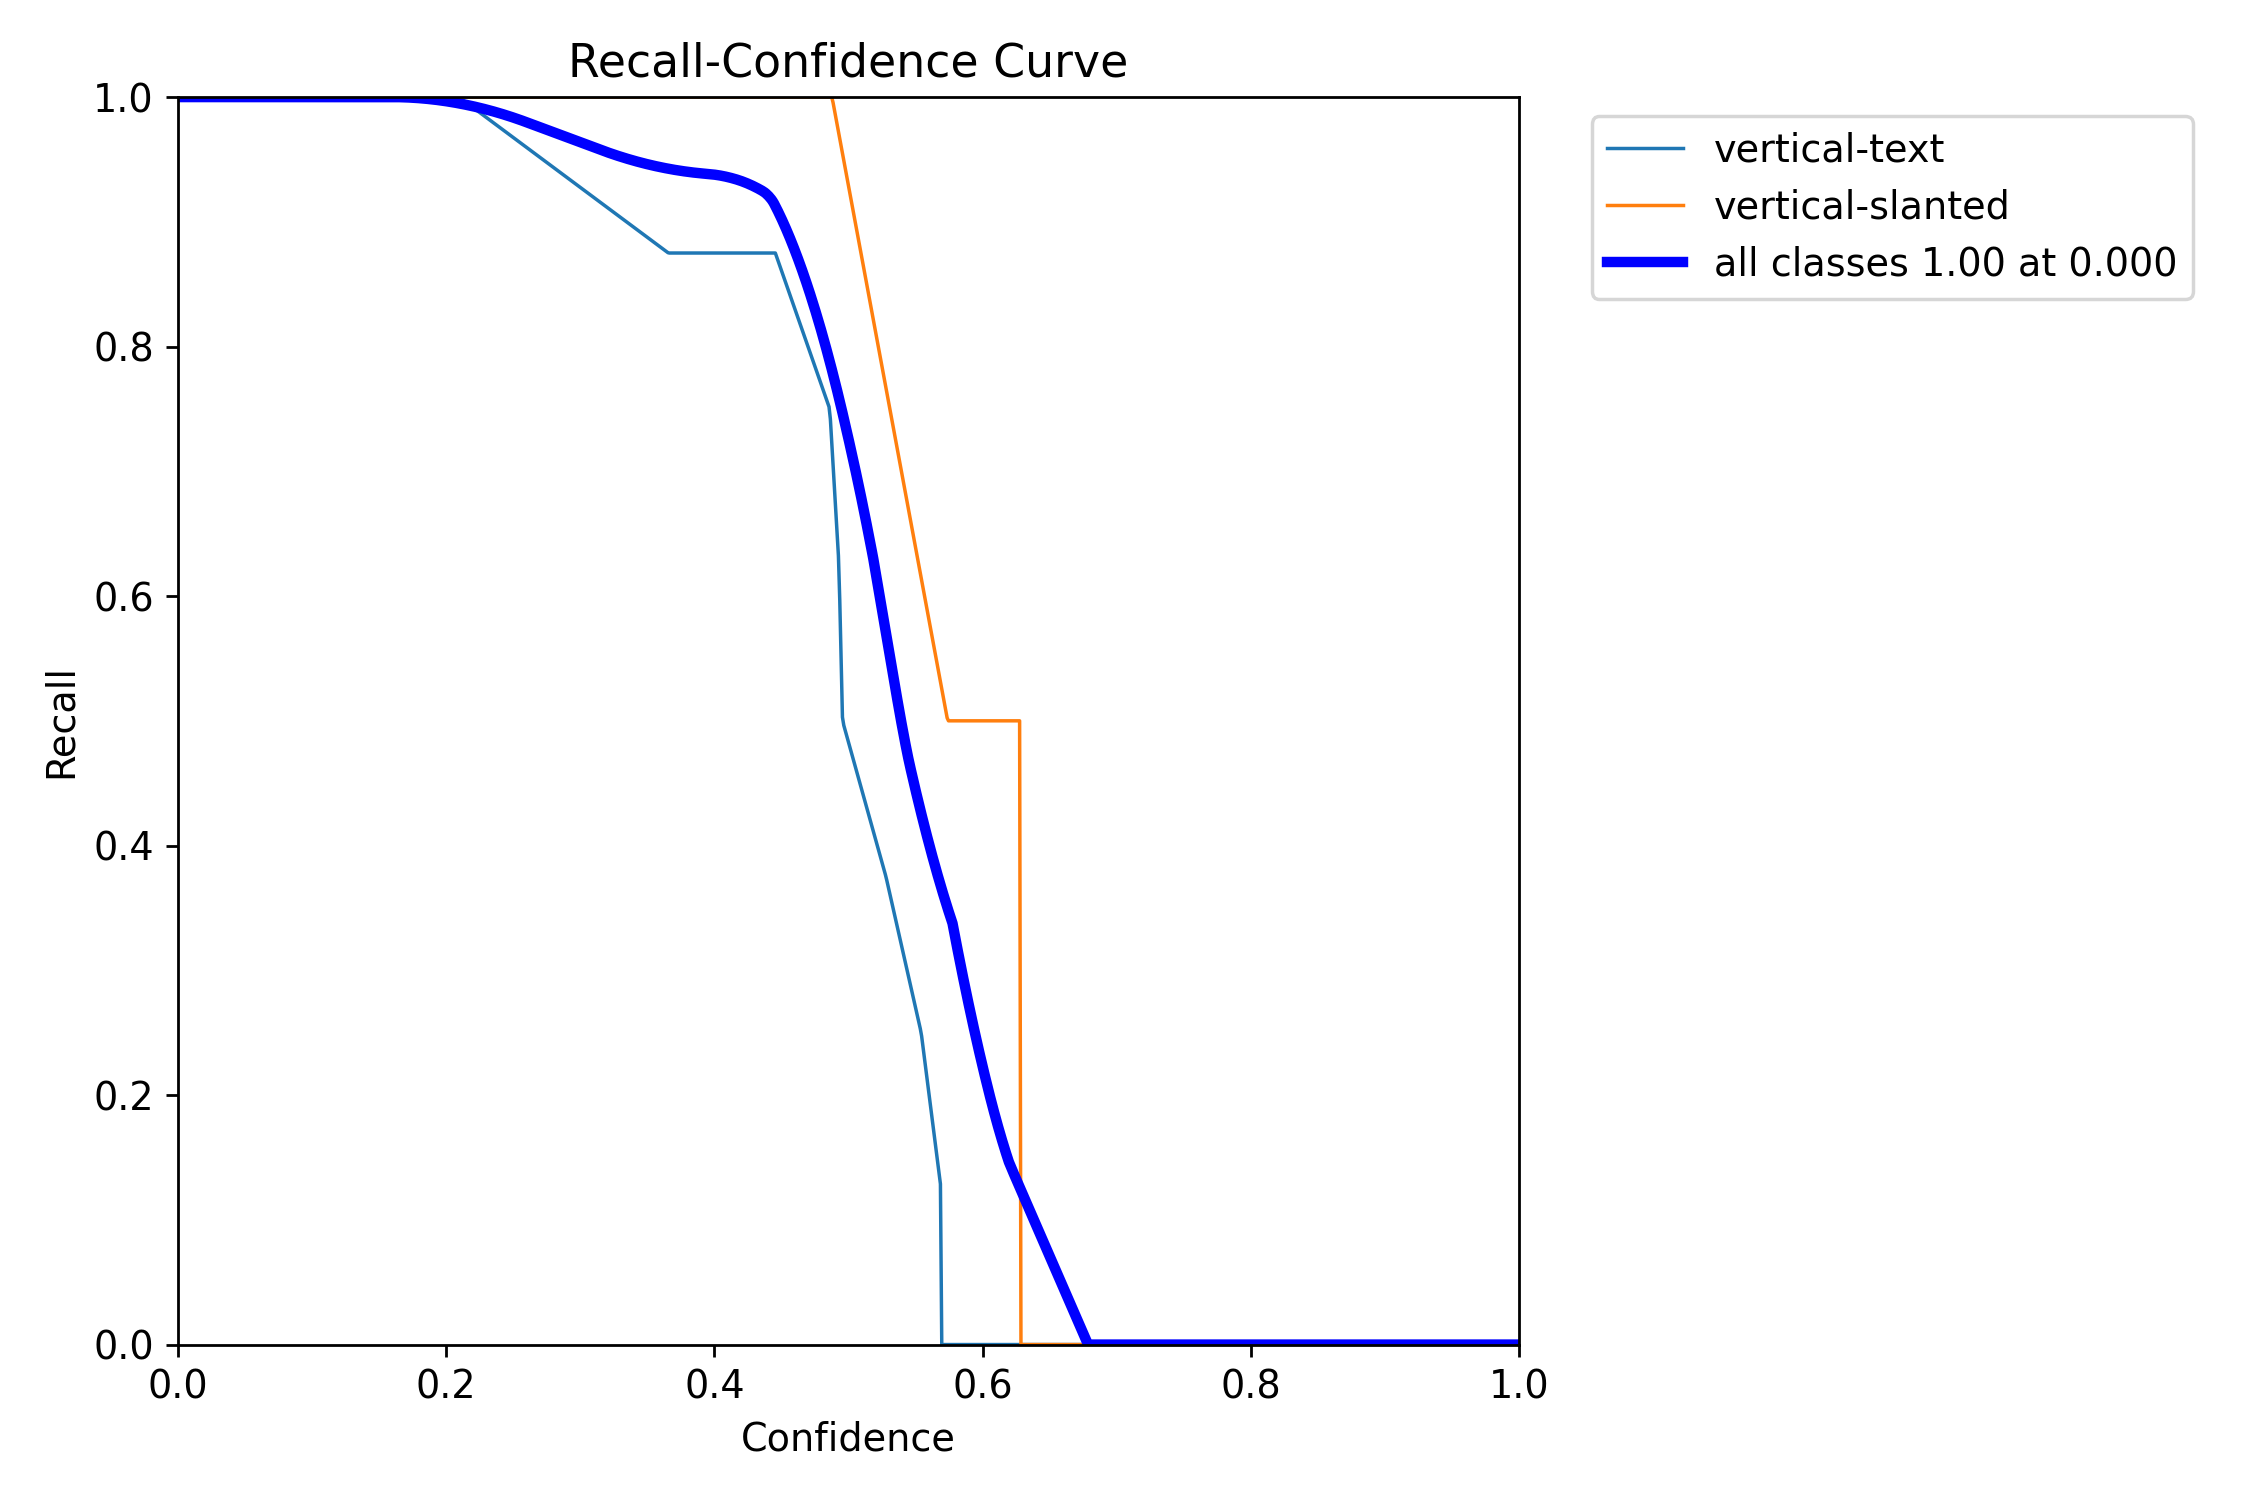 Recall-Confidence Curve
1.0
0.8
0.6
0.4
0.2
0.0
Recall
0.0 0.2 0.4 0.6 0.8 1.0
Confidence
vertical-text
vertical-slanted
all classes 1.00 at 0.000